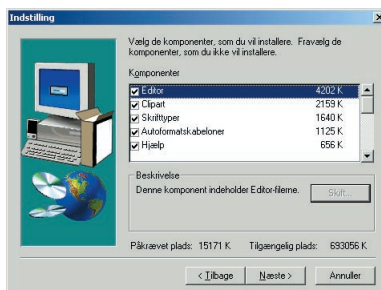 Indstilling
Vælg de komponenter, som du vil installere. Fravælg de
komponenter, som du ikke vil installere.
Komponenter
Editor 4202 K
Clipart 2159 K
Skrifttyper 1640 K
Autoformatskabeloner 1125 K
Hjælp 656 K
Beskrivelse
Denne komponent indeholder Editor-filerne.
Skift...
Påkrævet plads: 15171 K Tilgængelig plads: 693056 K
< Tilbage Næste > Annuller